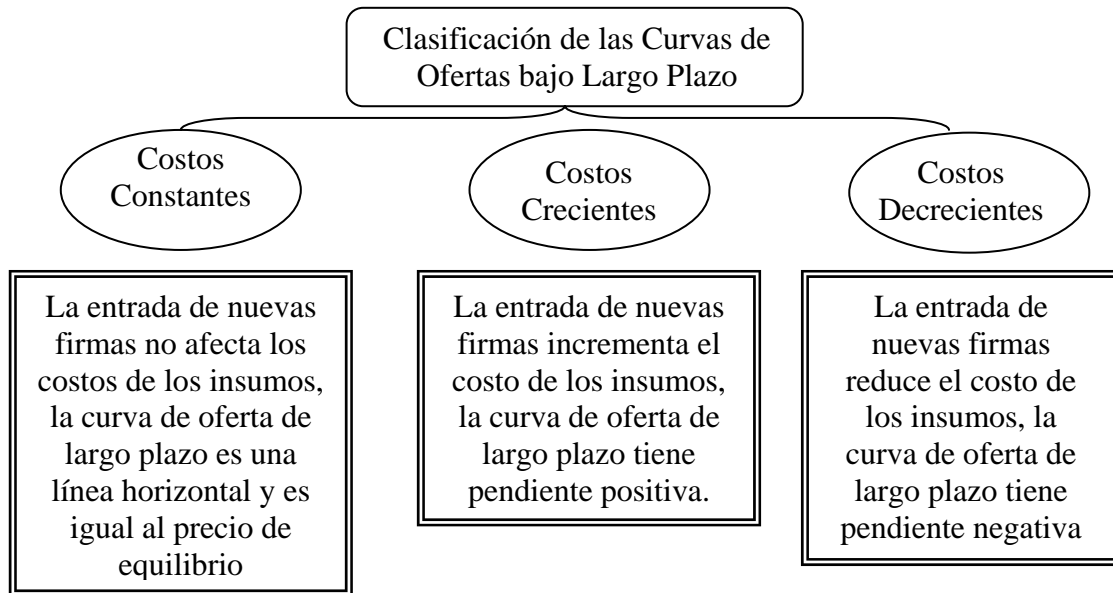 Clasificación de las Curvas de
Ofertas bajo Largo Plazo
Costos
Constantes
Costos
Crecientes
Costos
Decrecientes
La entrada de nuevas
firmas no afecta los
costos de los insumos,
la curva de oferta de
largo plazo es una
línea horizontal y es
igual al precio de
equilibrio
La entrada de nuevas
firmas incrementa el
costo de los insumos,
la curva de oferta de
largo plazo tiene
pendiente positiva.
La entrada de
nuevas firmas
reduce el costo de
los insumos, la
curva de oferta de
largo plazo tiene
pendiente negativa